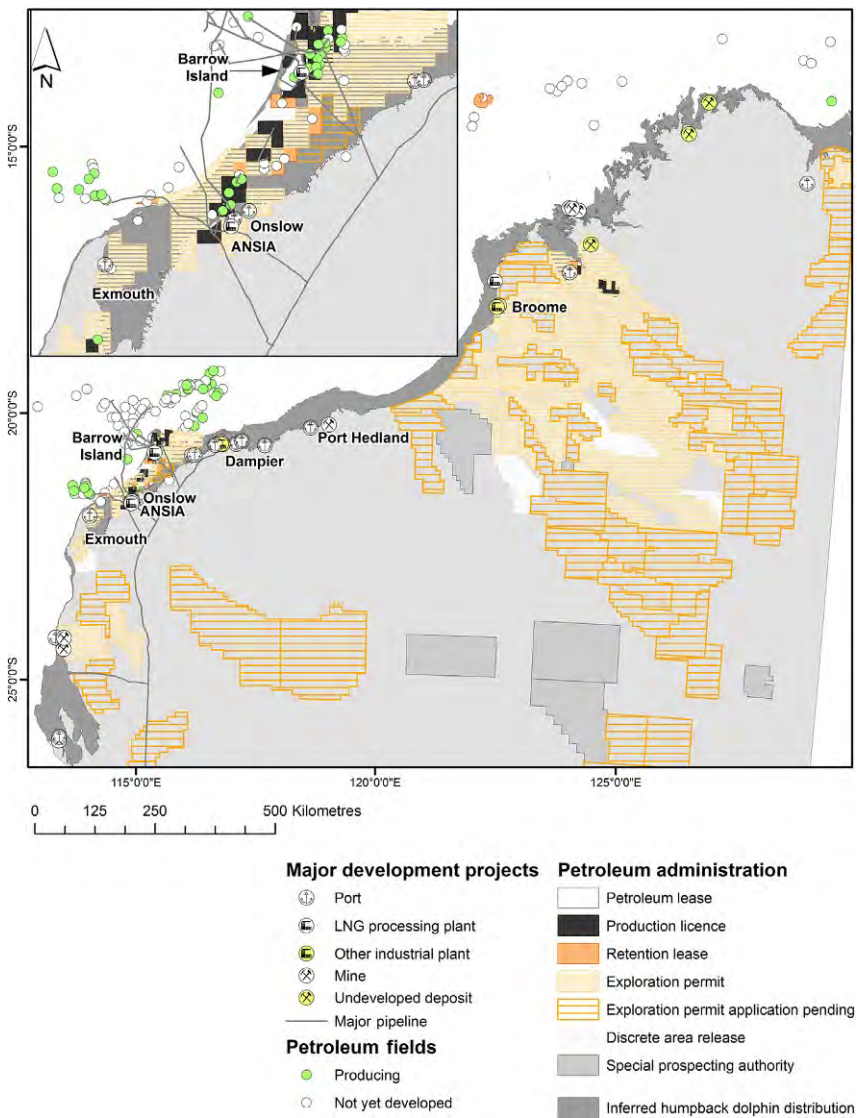 N
Barrow
Island
Onslow
ANSIA
Exmouth
15°0'0"S
Broome
20°0'0"S
Barrow
Island
Port Hedland
Dampier
Onslow
ANSIA
Exmouth
25°0'0"S
115°0'0"E
120°0'0"E
125°0'0"E
0 125 250 500 Kilometres
Major development projects
Port
LNG processing plant
Other industrial plant
Mine
Undeveloped deposit
Major pipeline
Petroleum fields
Producing
Not yet developed
Petroleum administration
Petroleum lease
Production licence
Retention lease
Exploration permit
Exploration permit application pending
Discrete area release
Special prospecting authority
Inferred humpback dolphin distribution